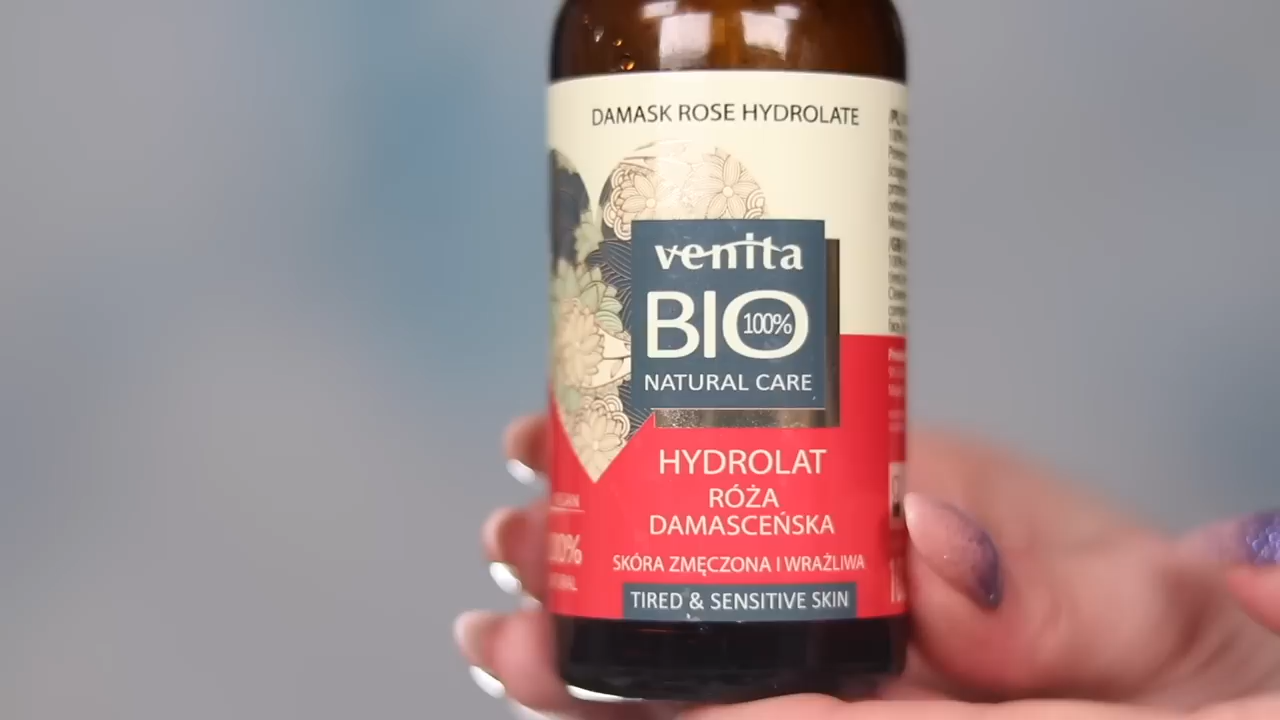 DAMASK ROSE HYDROLATE
venita
BIO
100%
NATURAL CARE
HYDROLAT
RÓŻA
DAMASCEŃSKA
SKÓRA ZMĘCZONA I WRAŻLIWA
TIRED & SENSITIVE SKIN